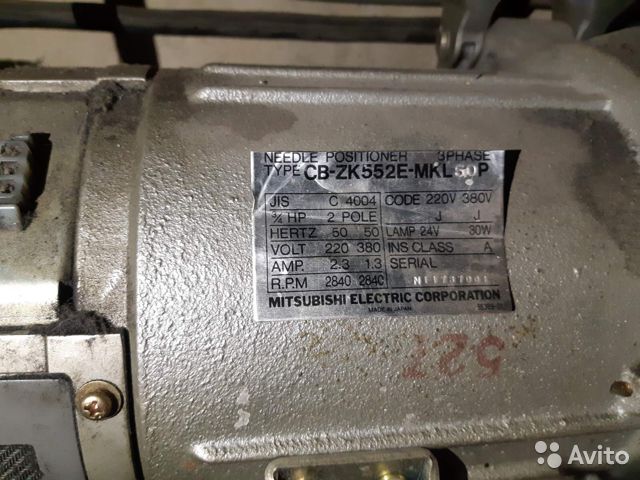 NEEDLE POSITIONER 3PHASE
TYPE CB-ZK552E-MKL50P
JIS C 4004 CODE 220V 380V
¾ HP 2 POLE J J
HERTZ 50 50 LAMP 24V 30W
VOLT 220 380 INS CLASS A
AMP. 2.3 1.3 SERIAL
R.P.M 2840 2840
MITSUBISHI ELECTRIC CORPORATION
MADE IN JAPAN
527
Avito